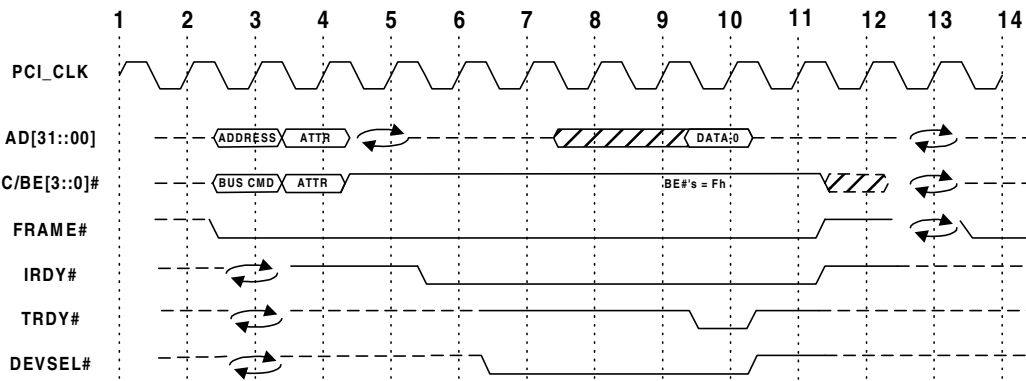 1 2 3 4 5 6 7 8 9 10 11 12 13 14
PCI_CLK
AD[31::00] ADDRESS ATTR DATA-0
C/BE[3::0]# BUS CMD ATTR BE#'s = Fh
FRAME#
IRDY#
TRDY#
DEVSEL#